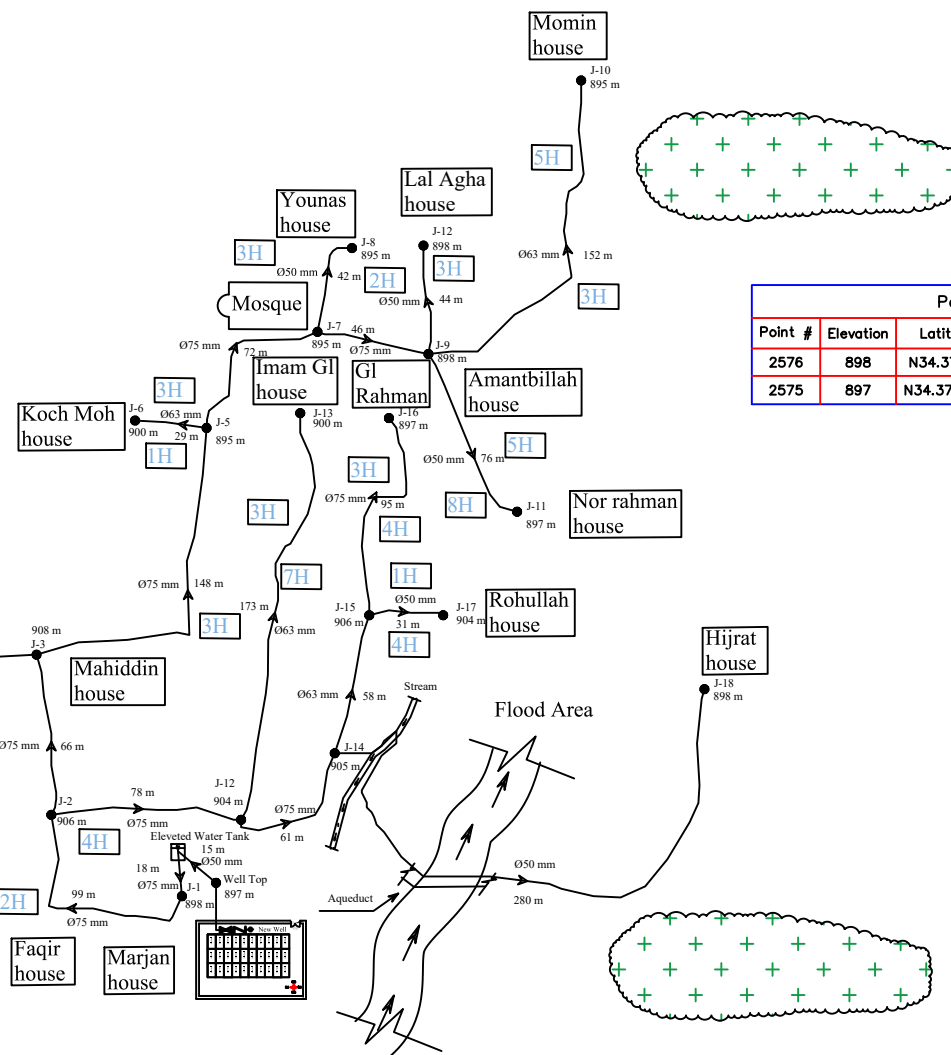 Momin
house
J-10
895 m
5H
Lal Agha
house
Younas
house
J-12
898 m
J-8
895 m
3H
3H
Ø63 mm
152 m
Ø50 mm
42 m
2H
3H
Ø50 mm
44 m
Mosque
J-7
895 m
46 m
Ø75 mm
J-9
898 m
Ø75 mm
72 m
Point #
Elevation
2576
898
N34.37
2575
897
N34.37
Imam Gl
house
Gl
Rahman
Amantbillah
house
3H
Koch Moh
house
J-6
900 m
Ø63 mm
29 m
J-5
895 m
1H
J-13
900 m
J-16
897 m
5H
Ø50 mm
76 m
3H
Ø75 mm
95 m
8H
J-11
897 m
Nor rahman
house
3H
4H
Ø75 mm
148 m
7H
1H
Ø50 mm
31 m
J-17
904 m
Rohullah
house
173 m
Ø63 mm
J-15
906 m
4H
3H
908 m
J-3
Mahiddin
house
Hijrat
house
J-18
898 m
Ø63 mm
58 m
Stream
Flood Area
Ø75 mm
66 m
J-14
905 m
J-2
906 m
78 m
Ø75 mm
J-12
904 m
Ø75 mm
61 m
4H
Eleveted Water Tank
15 m
Ø50 mm
18 m
Ø75 mm
J-1
898 m
Well Top
897 m
Ø50 mm
280 m
Aqueduct
2H
99 m
Ø75 mm
New Well
Faqir
house
Marjan
house